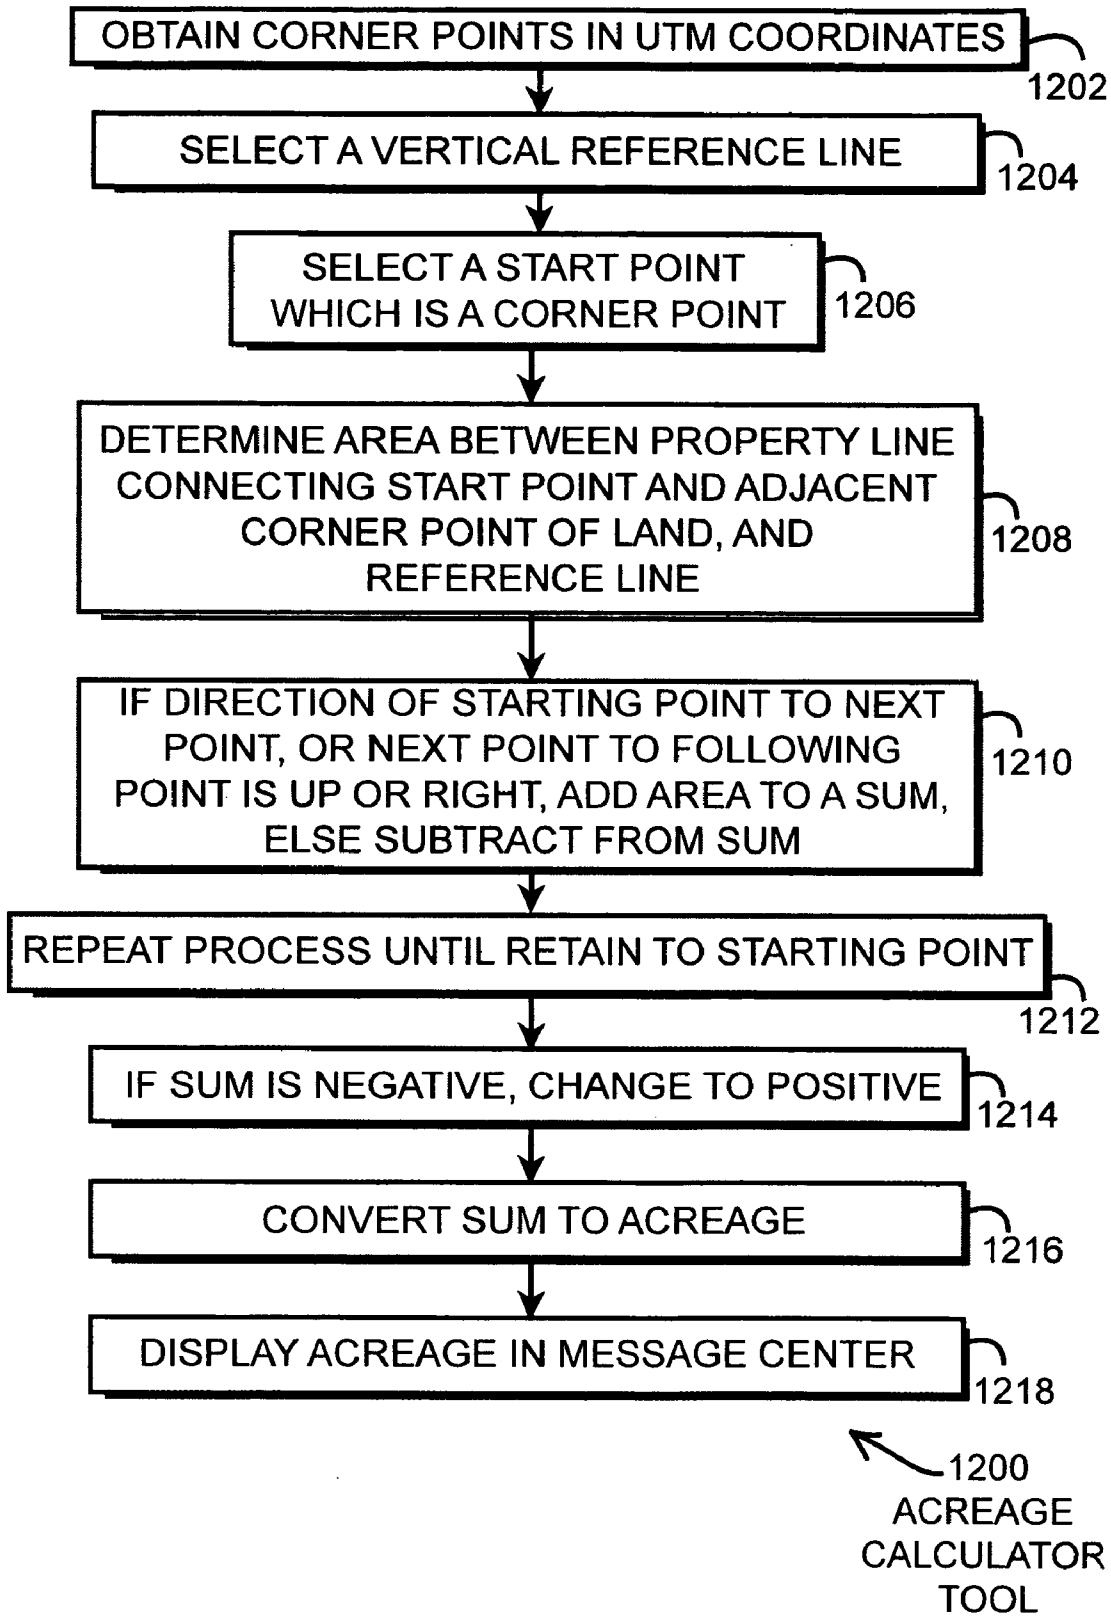 OBTAIN CORNER POINTS IN UTM COORDINATES
1202
SELECT A VERTICAL REFERENCE LINE
1204
SELECT A START POINT
WHICH IS A CORNER POINT
1206
DETERMINE AREA BETWEEN PROPERTY LINE
CONNECTING START POINT AND ADJACENT
CORNER POINT OF LAND, AND
REFERENCE LINE
1208
IF DIRECTION OF STARTING POINT TO NEXT
POINT, OR NEXT POINT TO FOLLOWING
POINT IS UP OR RIGHT, ADD AREA TO A SUM,
ELSE SUBTRACT FROM SUM
1210
REPEAT PROCESS UNTIL RETAIN TO STARTING POINT
1212
IF SUM IS NEGATIVE, CHANGE TO POSITIVE
1214
CONVERT SUM TO ACREAGE
1216
DISPLAY ACREAGE IN MESSAGE CENTER
1218
1200
ACREAGE
CALCULATOR
TOOL